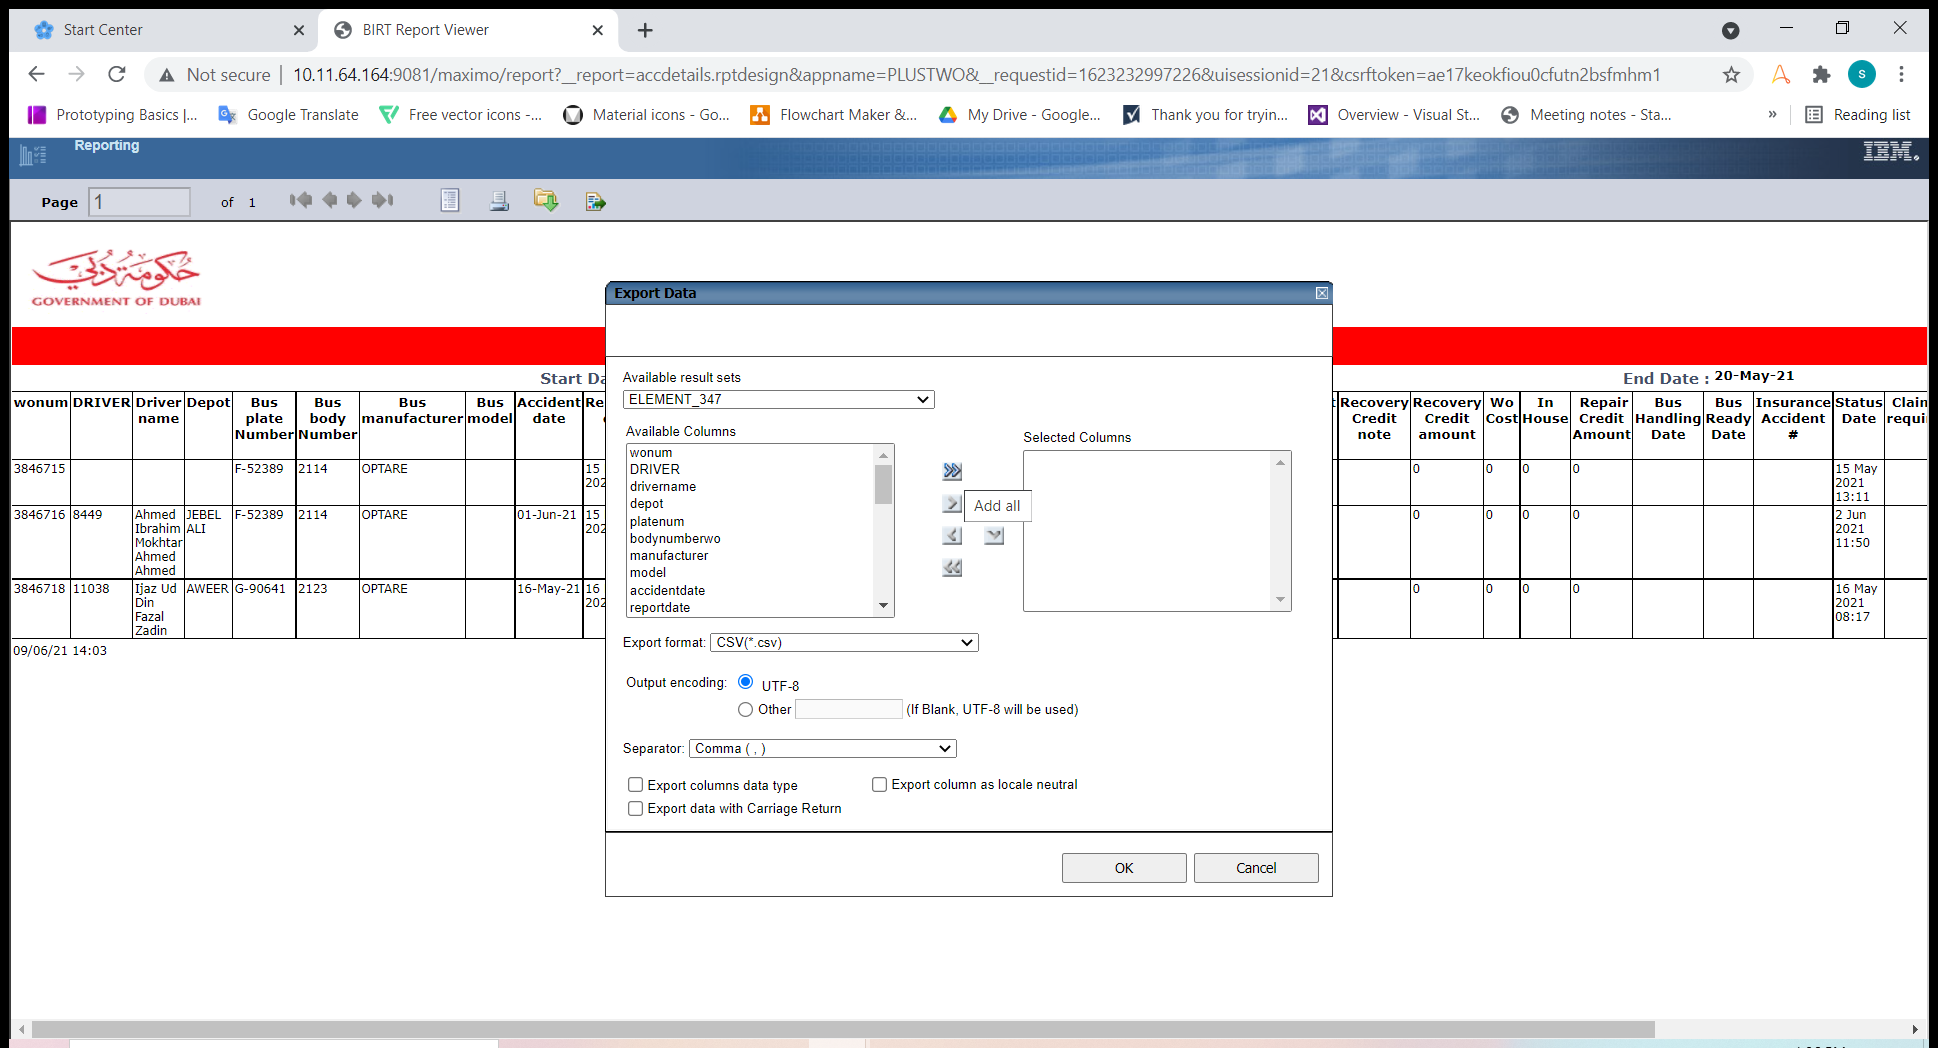 Start Center
BIRT Report Viewer
Not secure
10.11.64.164:9081/maximo/report?__report=accdetails.rptdesign&appname=PLUSTWO&__requestid=1623232997226&uisessionid=21&csrftoken=ae17keokfiou0cfutn2bsfmhm1
S
Prototyping Basics |...
Google Translate
Free vector icons -...
Material icons - Go...
Flowchart Maker &...
My Drive - Google...
Thank you for tryin...
Overview - Visual St...
Meeting notes - Sta...
»
Reading list
Reporting
IBM.
Page 1 of 1
حكومة دبي
GOVERNMENT OF DUBAI
Start Da
End Date : 20-May-21
wonum DRIVER Driver name Depot Bus plate Number Bus body Number Bus manufacturer Bus model Accident date Re
Recovery Credit note Recovery Credit amount Wo Cost In House Repair Credit Amount Bus Handling Date Bus Ready Date Insurance Accident # Status Date Clain requi
3846715 F-52389 2114 OPTARE 15 202 0 0 0 0 15 May 2021 13:11
3846716 8449 Ahmed Ibrahim Mokhtar Ahmed Ahmed JEBEL ALI F-52389 2114 OPTARE 01-Jun-21 15 202 0 0 0 0 2 Jun 2021 11:50
3846718 11038 Ijaz Ud Din Fazal Zadin AWEER G-90641 2123 OPTARE 16-May-21 16 202 0 0 0 0 16 May 2021 08:17
09/06/21 14:03
Export Data
Available result sets
ELEMENT_347
Available Columns
Selected Columns
wonum
DRIVER
drivername
depot
platenum
bodynumberwo
manufacturer
model
accidentdate
reportdate
Add all
Export format: CSV(*.csv)
Output encoding: UTF-8
Other (If Blank, UTF-8 will be used)
Separator: Comma ( , )
Export columns data type
Export column as locale neutral
Export data with Carriage Return
OK
Cancel